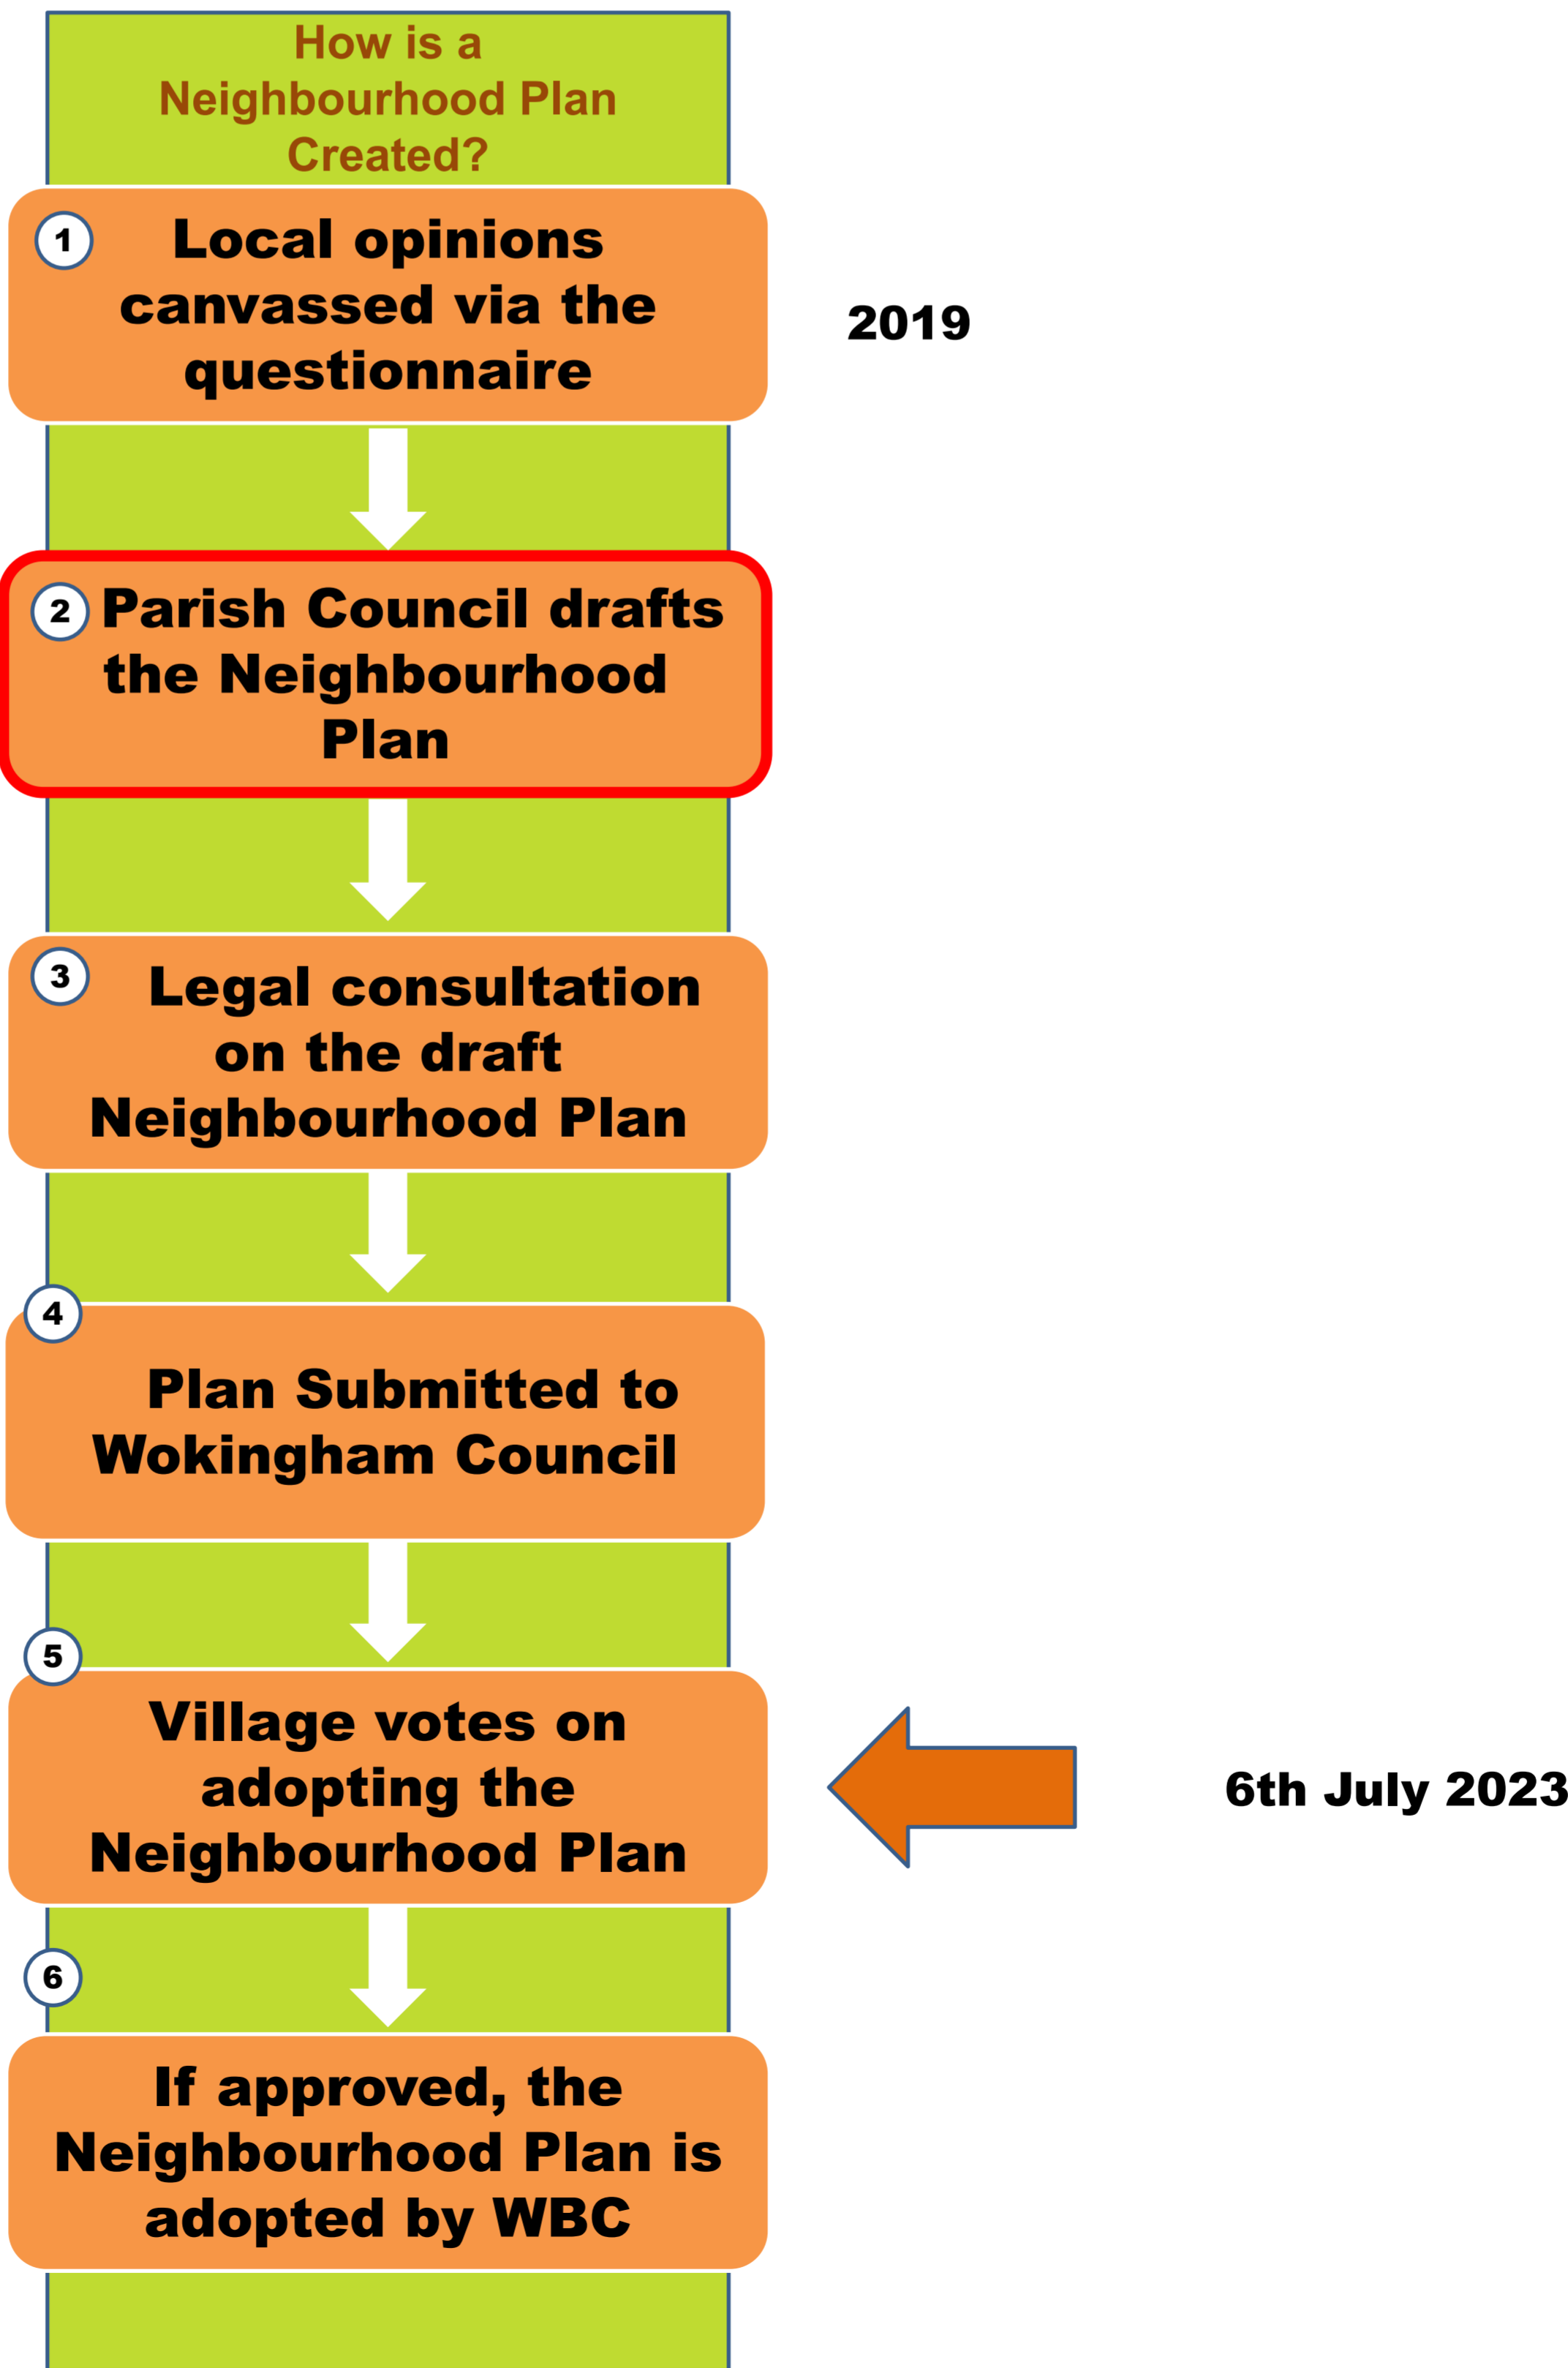 How is a
Neighbourhood Plan
Created?
1
Local opinions
canvassed via the
questionnaire
2019
2
Parish Council drafts
the Neighbourhood
Plan
3
Legal consultation
on the draft
Neighbourhood Plan
4
Plan Submitted to
Wokingham Council
5
Village votes on
adopting the
Neighbourhood Plan
6th July 2023
6
If approved, the
Neighbourhood Plan is
adopted by WBC